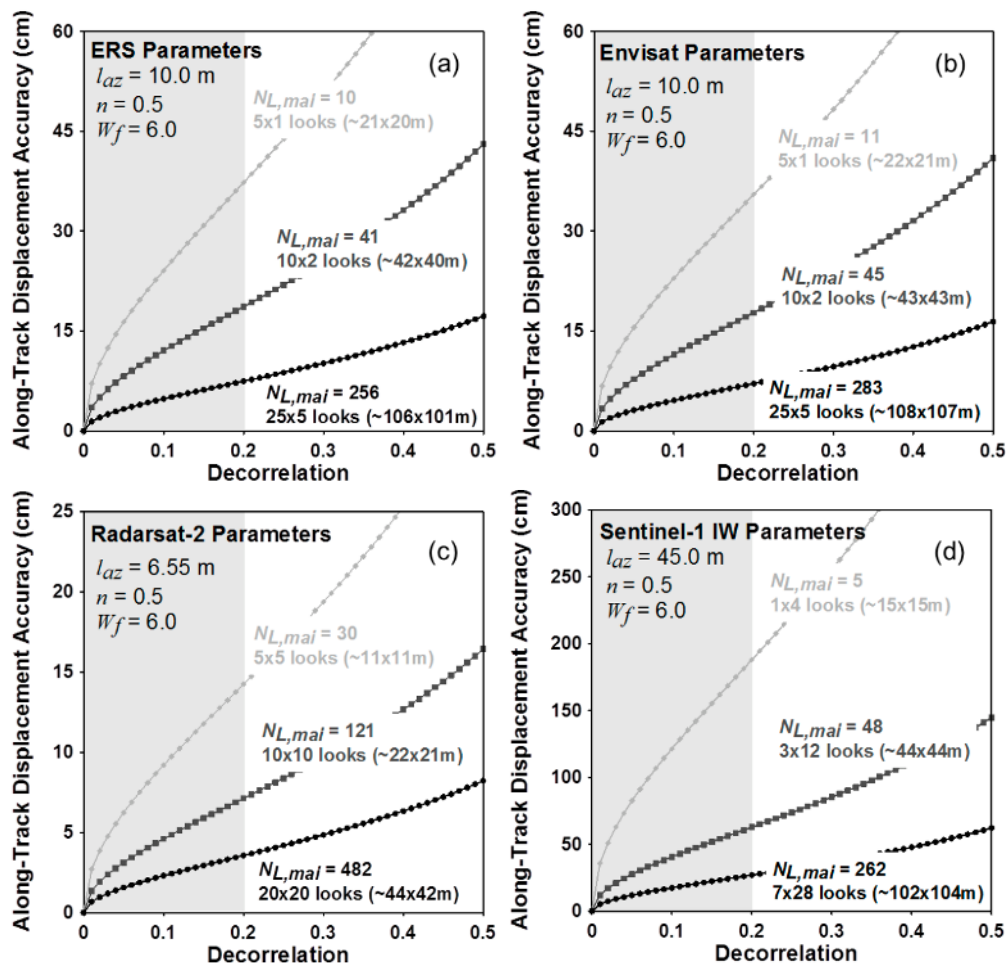 Along-Track Displacement Accuracy (cm)
60
45
30
15
0
ERS Parameters
(a)
l_az = 10.0 m
n = 0.5
W_f = 6.0
N_L,mai = 10
5x1 looks (~21x20m)
N_L,mai = 41
10x2 looks (~42x40m)
N_L,mai = 256
25x5 looks (~106x101m)
0 0.1 0.2 0.3 0.4 0.5
Decorrelation
Along-Track Displacement Accuracy (cm)
60
45
30
15
0
Envisat Parameters
(b)
l_az = 10.0 m
n = 0.5
W_f = 6.0
N_L,mai = 11
5x1 looks (~22x21m)
N_L,mai = 45
10x2 looks (~43x43m)
N_L,mai = 283
25x5 looks (~108x107m)
0 0.1 0.2 0.3 0.4 0.5
Decorrelation
Along-Track Displacement Accuracy (cm)
25
20
15
10
5
0
Radarsat-2 Parameters
(c)
l_az = 6.55 m
n = 0.5
W_f = 6.0
N_L,mai = 30
5x5 looks (~11x11m)
N_L,mai = 121
10x10 looks (~22x21m)
N_L,mai = 482
20x20 looks (~44x42m)
0 0.1 0.2 0.3 0.4 0.5
Decorrelation
Along-Track Displacement Accuracy (cm)
300
250
200
150
100
50
0
Sentinel-1 IW Parameters
(d)
l_az = 45.0 m
n = 0.5
W_f = 6.0
N_L,mai = 5
1x4 looks (~15x15m)
N_L,mai = 48
3x12 looks (~44x44m)
N_L,mai = 262
7x28 looks (~102x104m)
0 0.1 0.2 0.3 0.4 0.5
Decorrelation